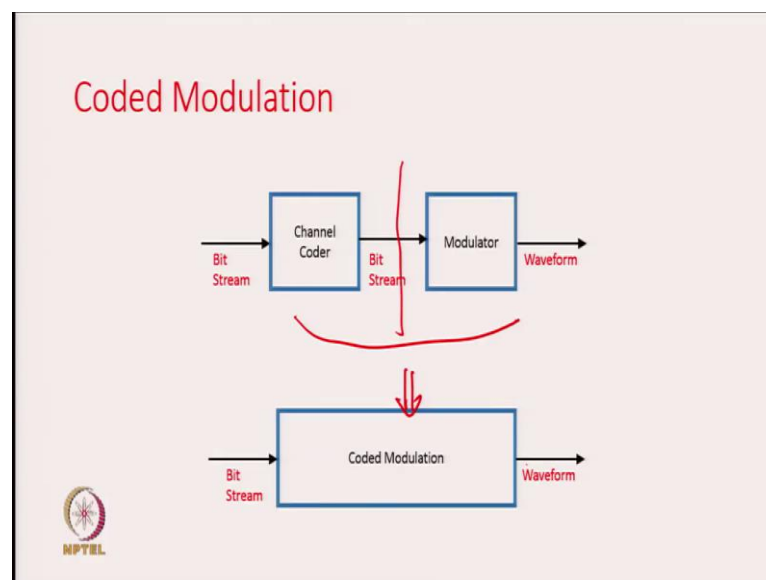 Coded Modulation
Channel
Coder
Modulator
Bit
Stream
Bit
Stream
Waveform
Coded Modulation
Bit
Stream
Waveform
NPTEL